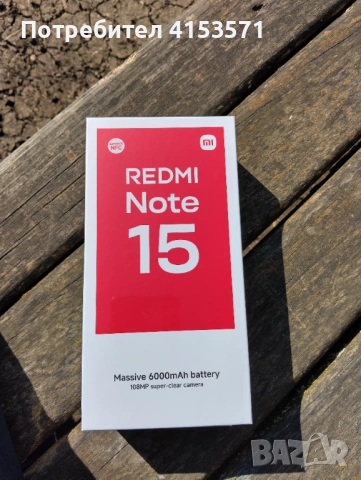 Потребител 4153571
NFC
mi
REDMI
Note
15
Massive 6000mAh battery
108MP super-clear camera
BAZAR